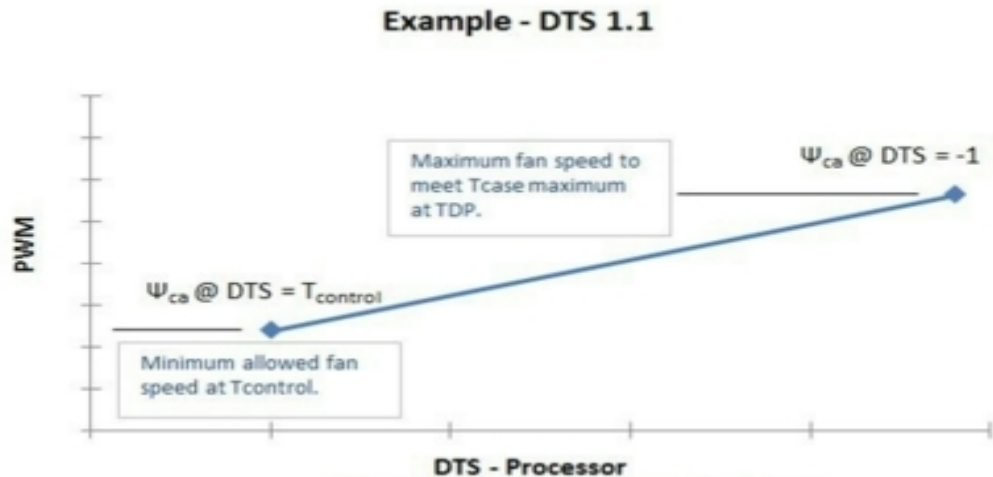 Example - DTS 1.1
Maximum fan speed to
meet Tcase maximum
at TDP.
Ψca @ DTS = -1
PWM
Ψca @ DTS = Tcontrol
Minimum allowed fan
speed at Tcontrol.
DTS - Processor